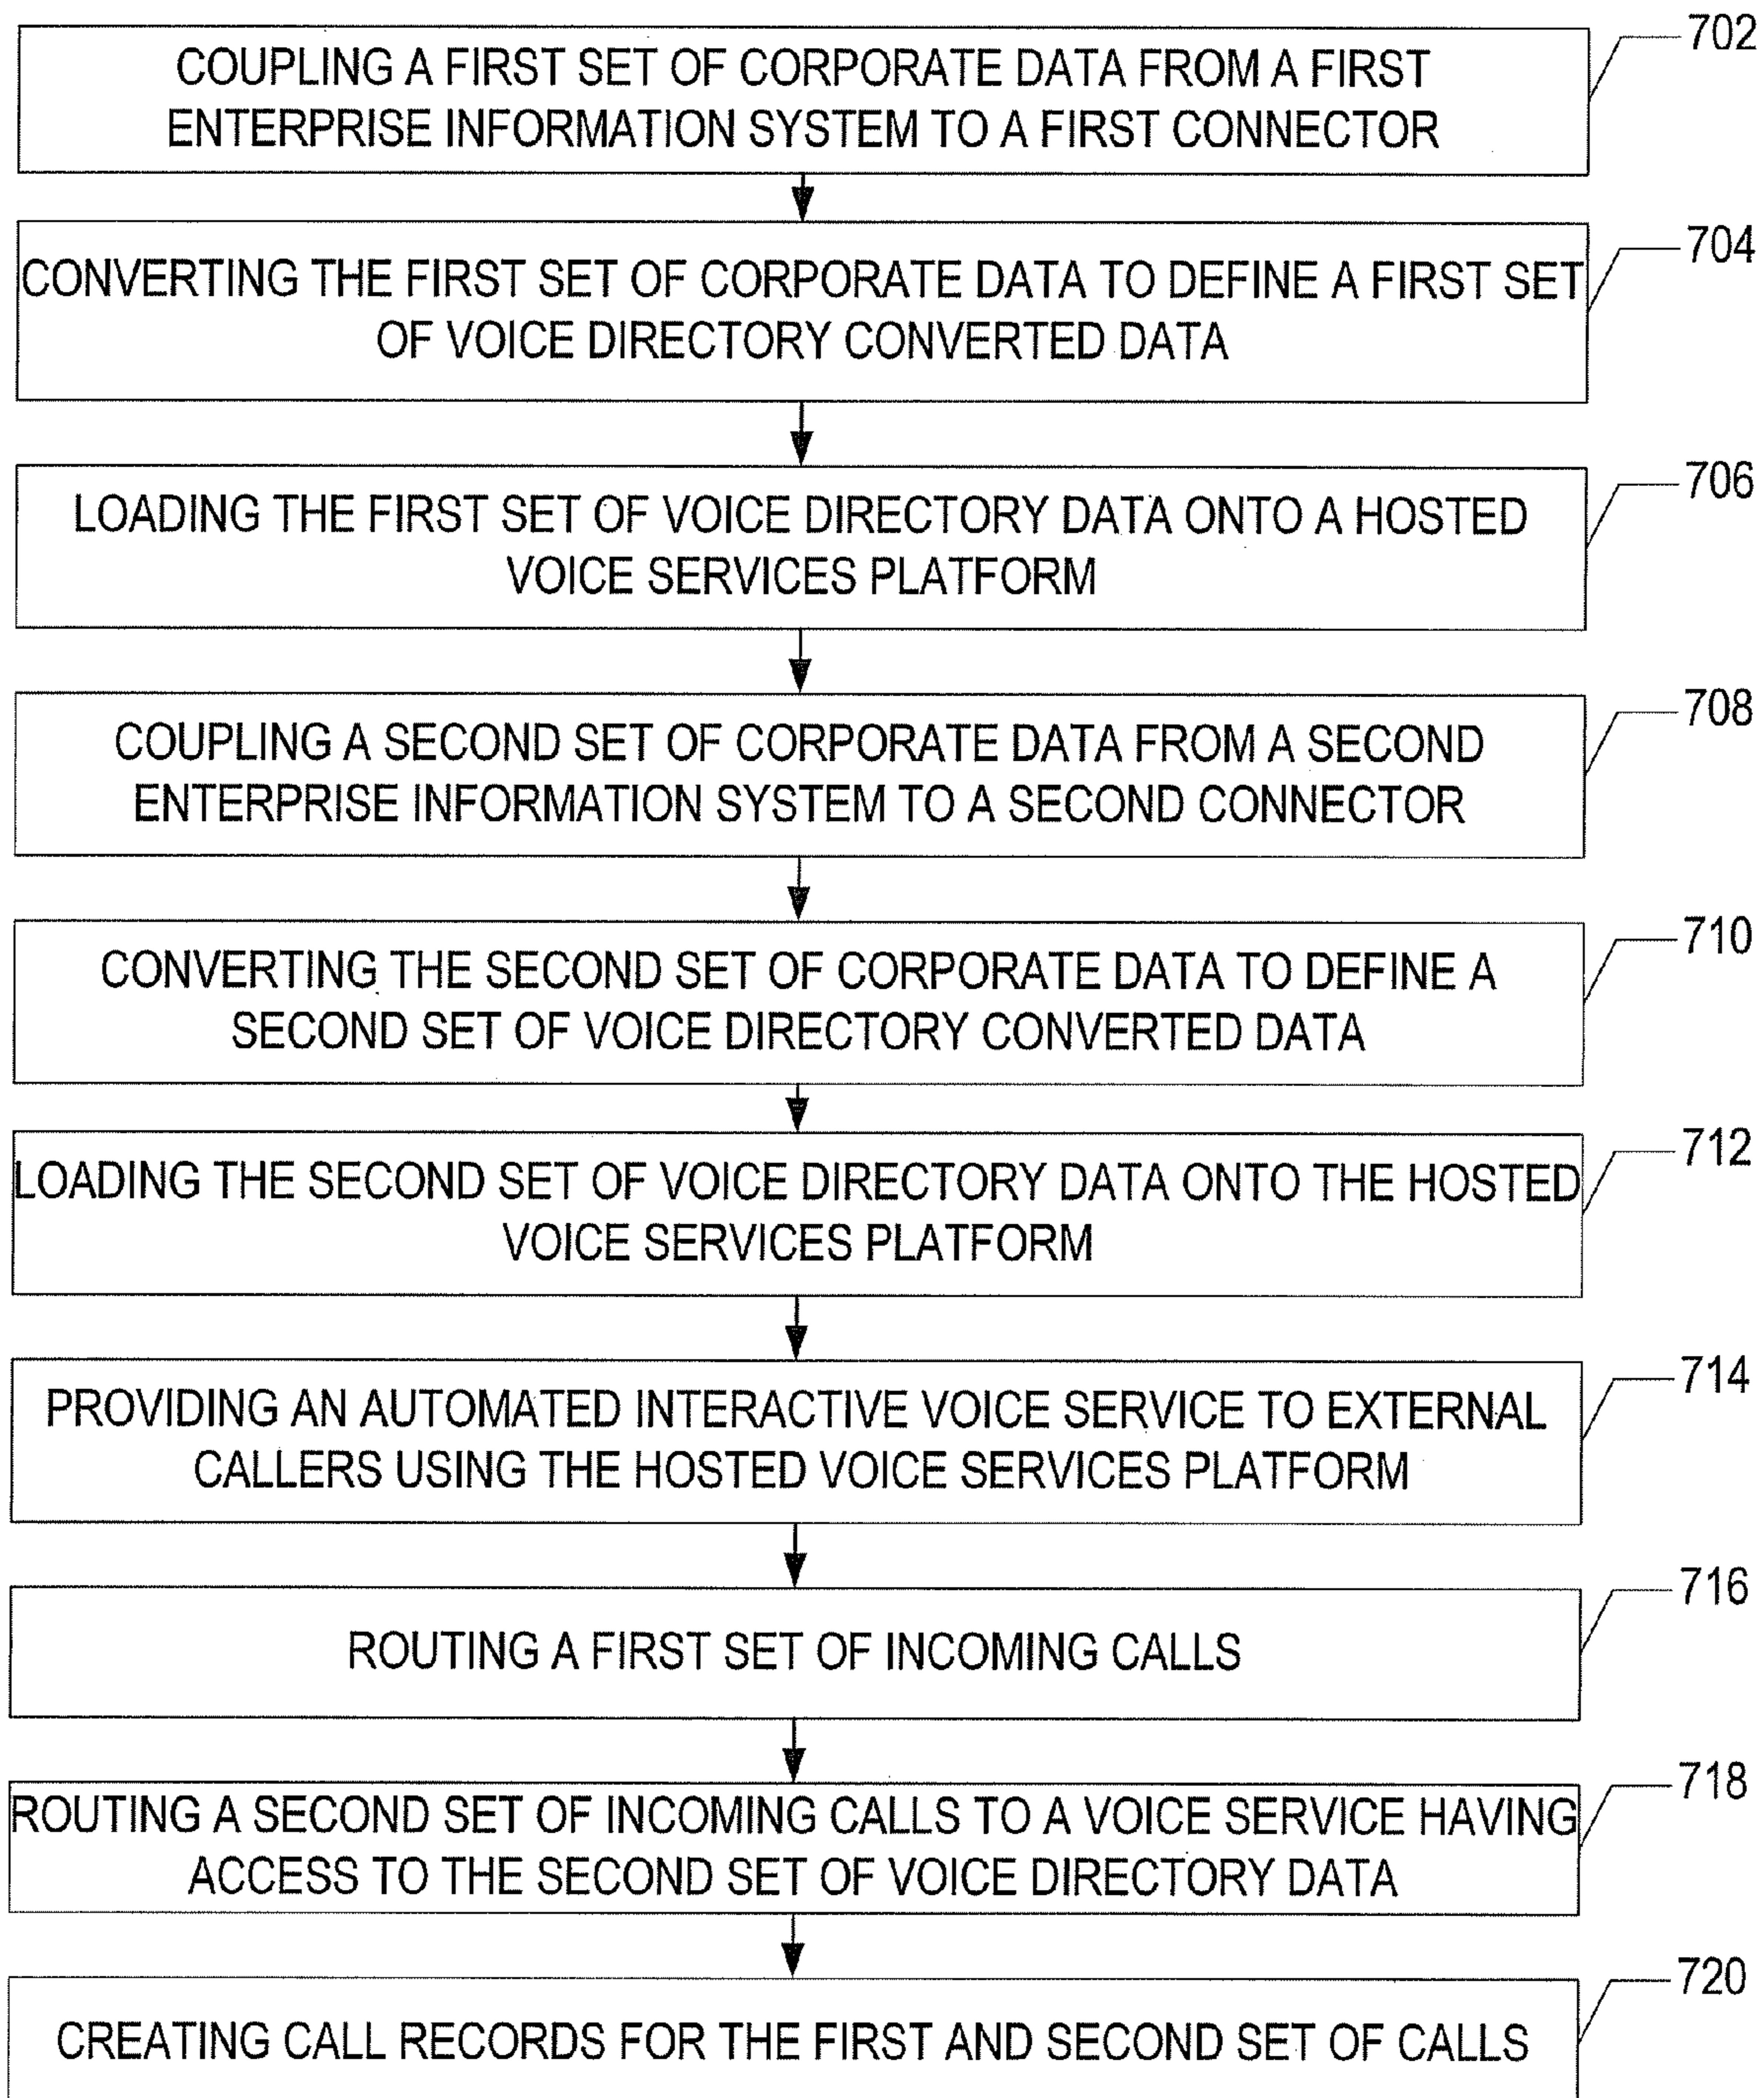 COUPLING A FIRST SET OF CORPORATE DATA FROM A FIRST
ENTERPRISE INFORMATION SYSTEM TO A FIRST CONNECTOR
702
CONVERTING THE FIRST SET OF CORPORATE DATA TO DEFINE A FIRST SET
OF VOICE DIRECTORY CONVERTED DATA
704
LOADING THE FIRST SET OF VOICE DIRECTORY DATA ONTO A HOSTED
VOICE SERVICES PLATFORM
706
COUPLING A SECOND SET OF CORPORATE DATA FROM A SECOND
ENTERPRISE INFORMATION SYSTEM TO A SECOND CONNECTOR
708
CONVERTING THE SECOND SET OF CORPORATE DATA TO DEFINE A
SECOND SET OF VOICE DIRECTORY CONVERTED DATA
710
LOADING THE SECOND SET OF VOICE DIRECTORY DATA ONTO THE HOSTED
VOICE SERVICES PLATFORM
712
PROVIDING AN AUTOMATED INTERACTIVE VOICE SERVICE TO EXTERNAL
CALLERS USING THE HOSTED VOICE SERVICES PLATFORM
714
ROUTING A FIRST SET OF INCOMING CALLS
716
ROUTING A SECOND SET OF INCOMING CALLS TO A VOICE SERVICE HAVING
ACCESS TO THE SECOND SET OF VOICE DIRECTORY DATA
718
CREATING CALL RECORDS FOR THE FIRST AND SECOND SET OF CALLS
720